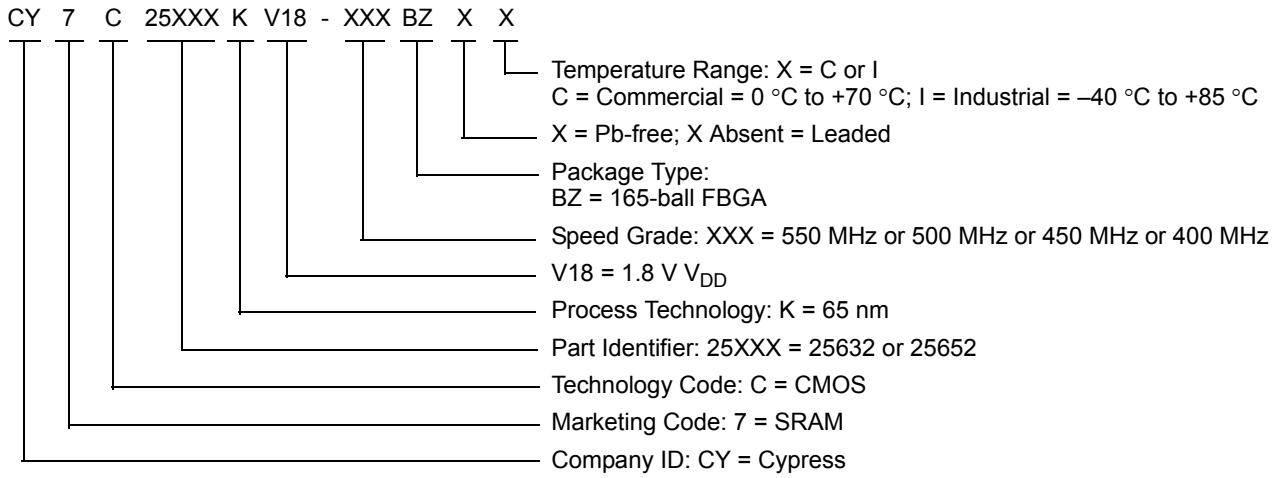 CY 7 C 25XXX K V18 - XXX BZ X X
Temperature Range: X = C or I
C = Commercial = 0 °C to +70 °C; I = Industrial = –40 °C to +85 °C
X = Pb-free; X Absent = Leaded
Package Type:
BZ = 165-ball FBGA
Speed Grade: XXX = 550 MHz or 500 MHz or 450 MHz or 400 MHz
V18 = 1.8 V VDD
Process Technology: K = 65 nm
Part Identifier: 25XXX = 25632 or 25652
Technology Code: C = CMOS
Marketing Code: 7 = SRAM
Company ID: CY = Cypress